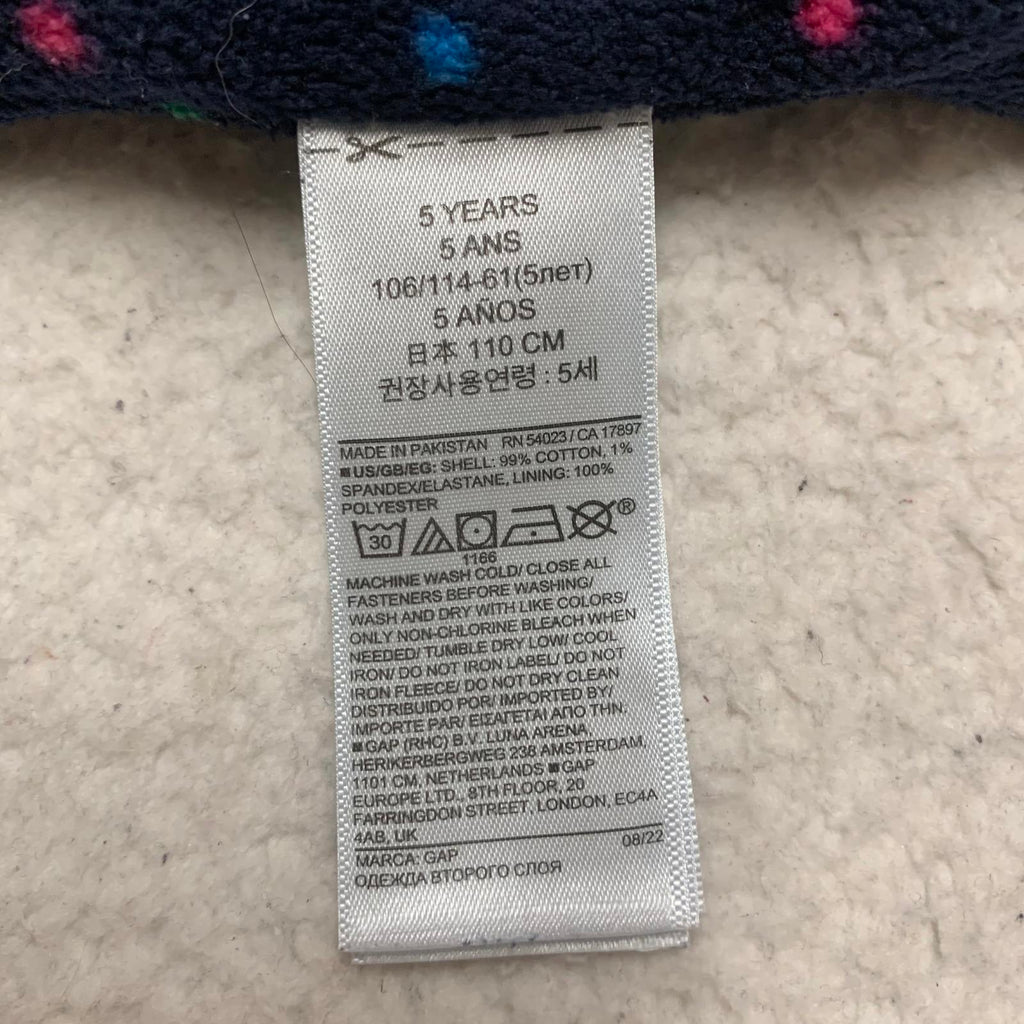 5 YEARS
5 ANS
106/114-61(5лет)
5 AÑOS
日本 110 CM
권장사용연령 : 5세
MADE IN PAKISTAN RN 54023 / CA 17897
■US/GB/EG: SHELL: 99% COTTON, 1%
SPANDEX/ELASTANE, LINING: 100%
POLYESTER
30
®
1166
MACHINE WASH COLD/ CLOSE ALL
FASTENERS BEFORE WASHING/
WASH AND DRY WITH LIKE COLORS/
ONLY NON-CHLORINE BLEACH WHEN
NEEDED/ TUMBLE DRY LOW/ COOL
IRON/ DO NOT IRON LABEL/ DO NOT
IRON FLEECE/ DO NOT DRY CLEAN
DISTRIBUIDO POR/ IMPORTED BY/
IMPORTE PAR/ ΕΙΣΑΓΕΤΑΙ ΑΠΟ ΤΗΝ.
■GAP (RHC) B.V. LUNA ARENA,
HERIKERBERGWEG 238 AMSTERDAM,
1101 CM, NETHERLANDS ■GAP
EUROPE LTD., 8TH FLOOR, 20
FARRINGDON STREET, LONDON, EC4A
4AB, UK
08/22
MARCA: GAP
ОДЕЖДА ВТОРОГО СЛОЯ